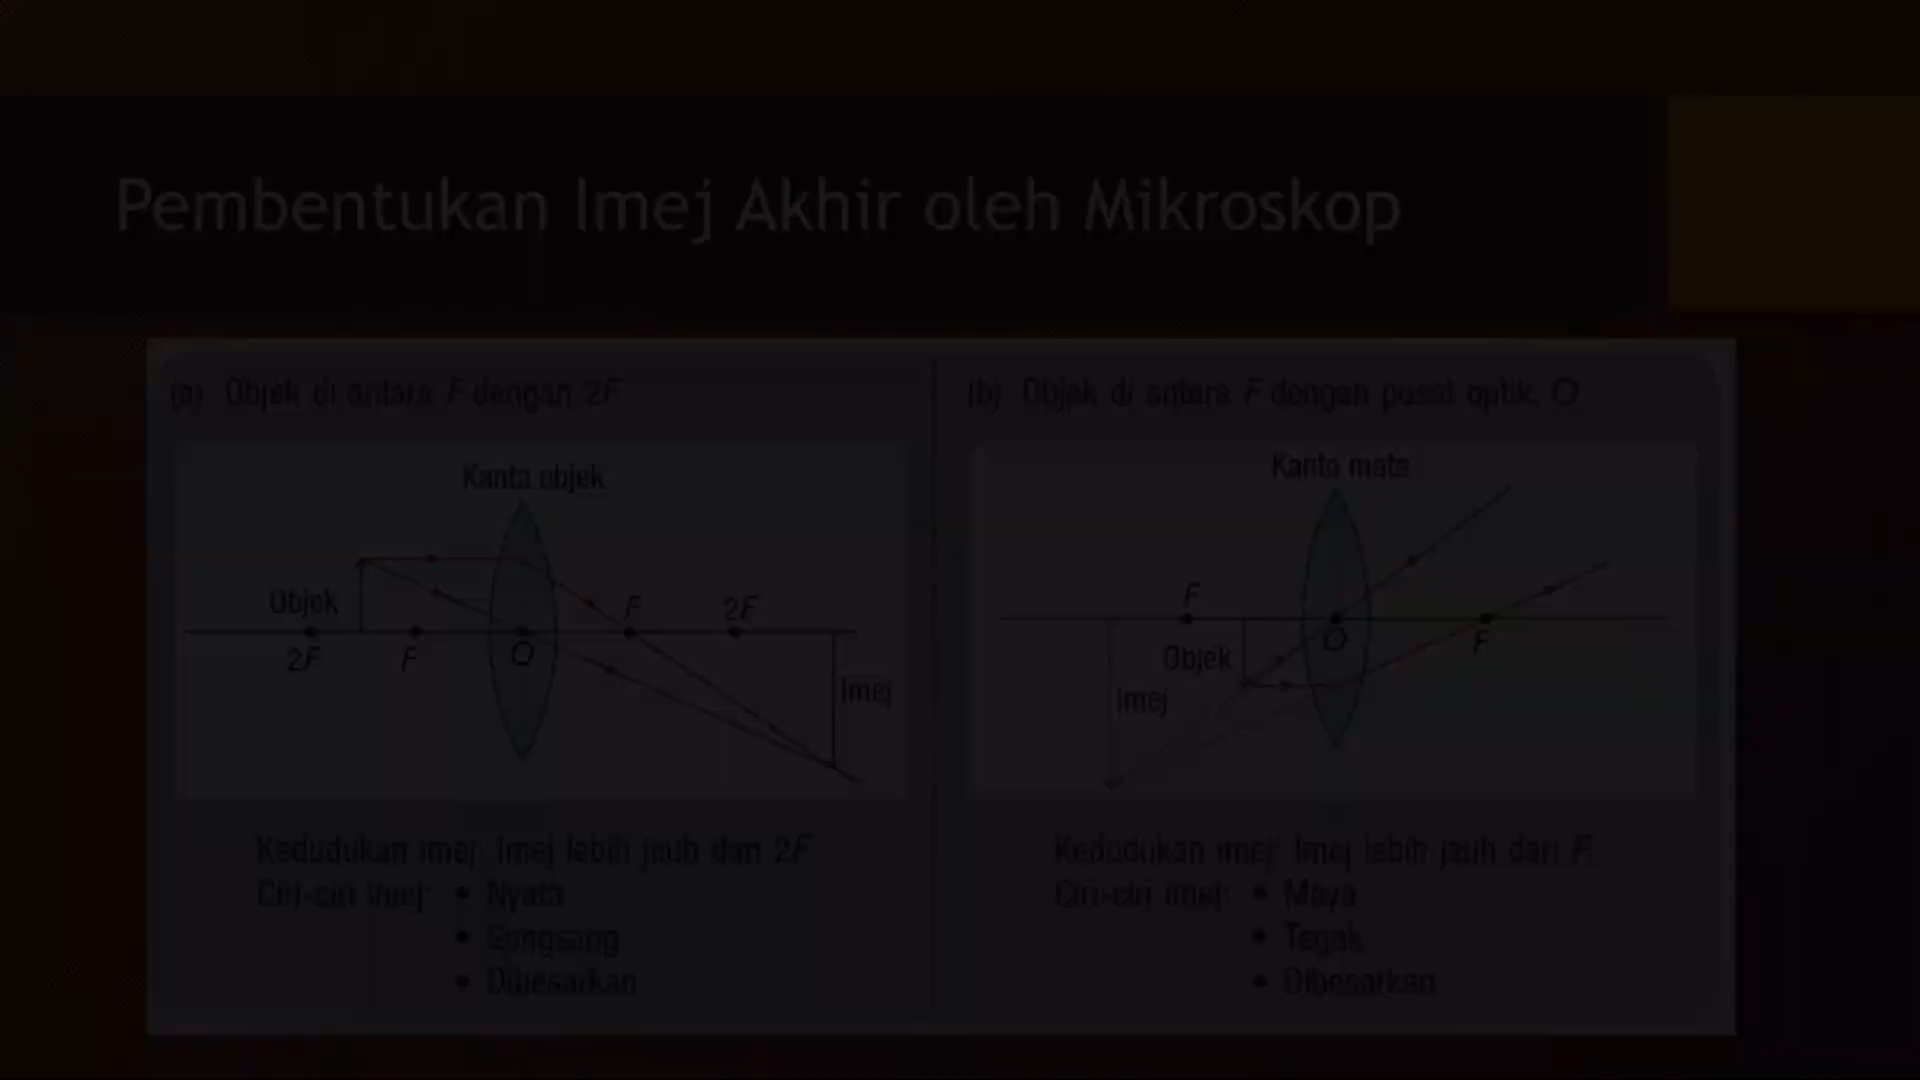 Pembentukan Imej Akhir oleh Mikroskop
(a) Objek di antara F dengan 2F
Kanta objek
Objek
F
2F
2F
F
O
Imej
Kedudukan imej: Imej lebih jauh dari 2F
Ciri-ciri imej: • Nyata
• Songsang
• Dibesarkan
(b) Objek di antara F dengan pusat optik, O
Kanta mata
F
O
F
Objek
Imej
Kedudukan imej: Imej lebih jauh dari F
Ciri-ciri imej: • Maya
• Tegak
• Dibesarkan